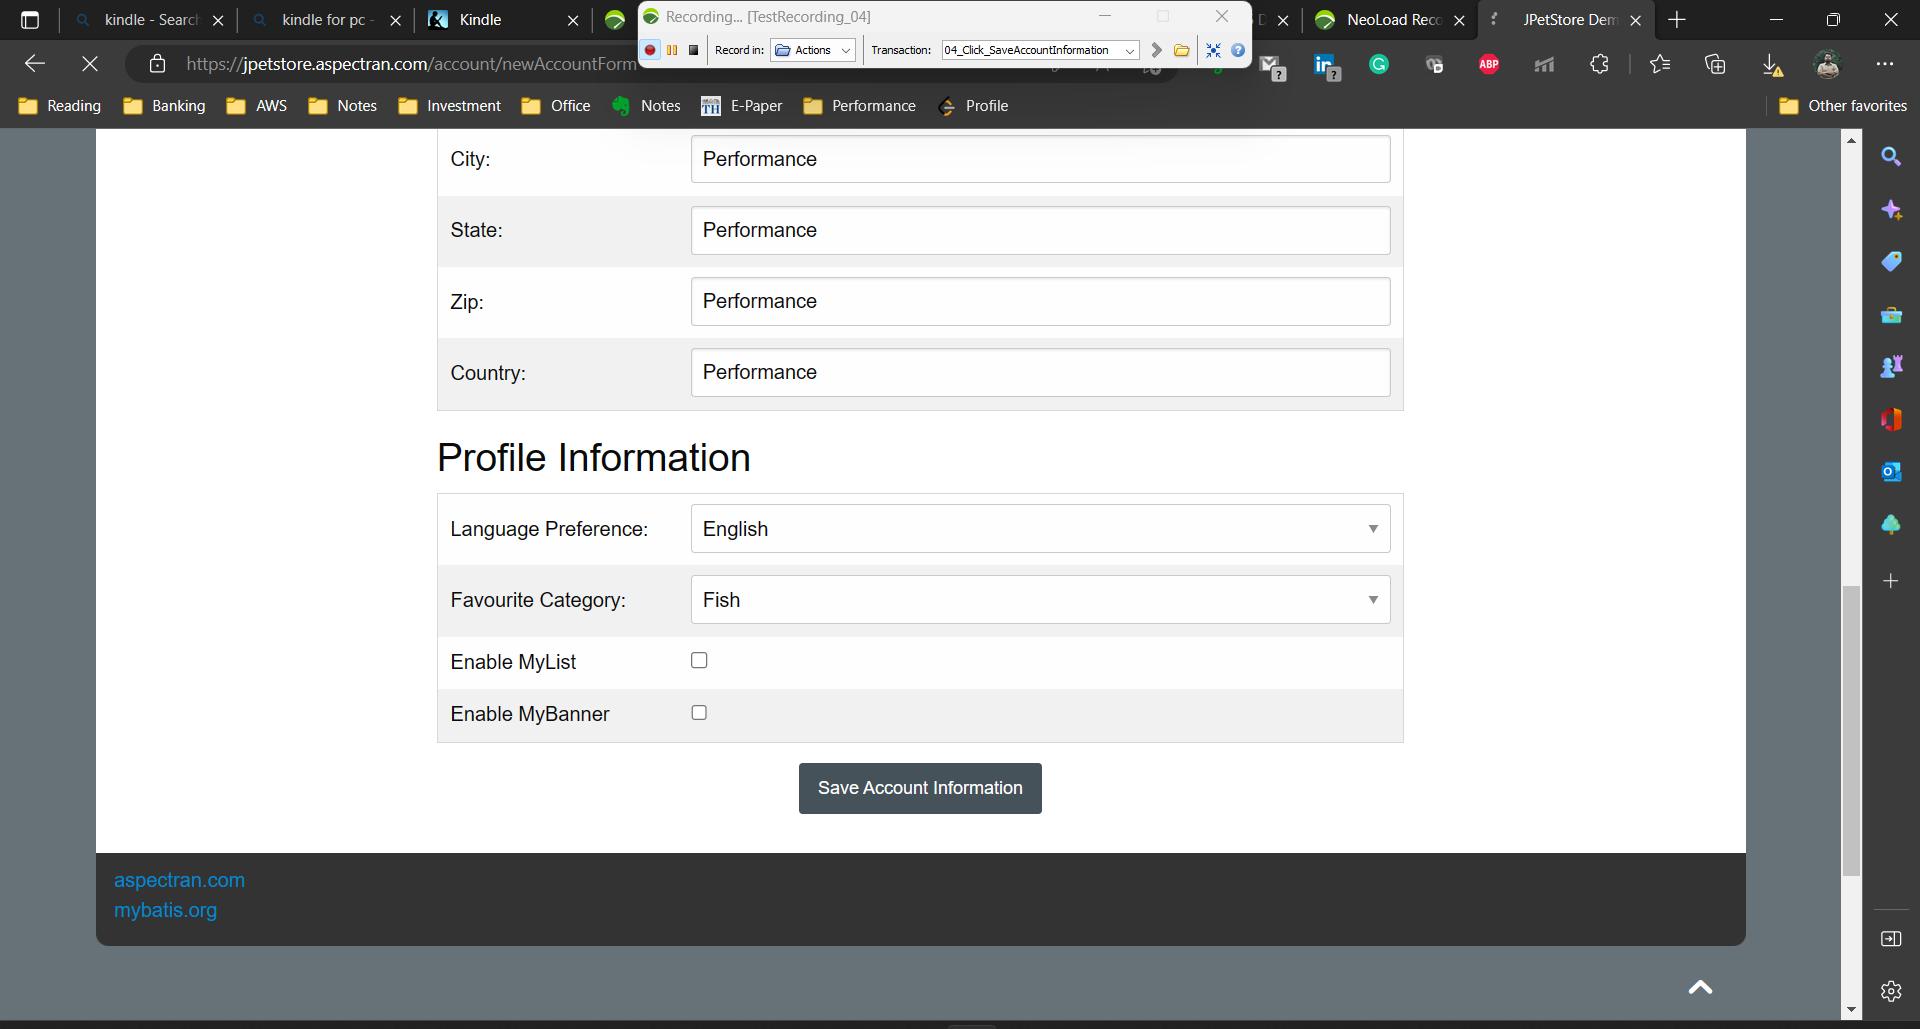 kindle - Search
kindle for pc -
Kindle
Recording... [TestRecording_04]
NeoLoad Reco
JPetStore Dem
Record in:
Actions
Transaction:
04_Click_SaveAccountInformation
https://jpetstore.aspectran.com/account/newAccountForm
ABP
Reading
Banking
AWS
Notes
Investment
Office
Notes
TH
E-Paper
Performance
Profile
Other favorites
City:
Performance
State:
Performance
Zip:
Performance
Country:
Performance
Profile Information
Language Preference:
English
Favourite Category:
Fish
Enable MyList
Enable MyBanner
Save Account Information
aspectran.com
mybatis.org